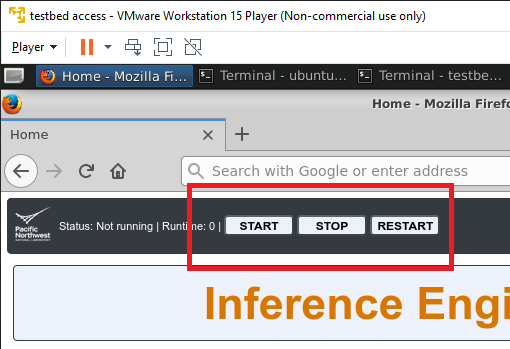 testbed access - VMware Workstation 15 Player (Non-commercial use only)
Player
Home - Mozilla Fi... Terminal - ubuntu... Terminal - testbe...
Home - Mozilla Firef
Home
Search with Google or enter address
Pacific
Northwest
NATIONAL LABORATORY
Status: Not running | Runtime: 0 | START STOP RESTART
Inference Engi